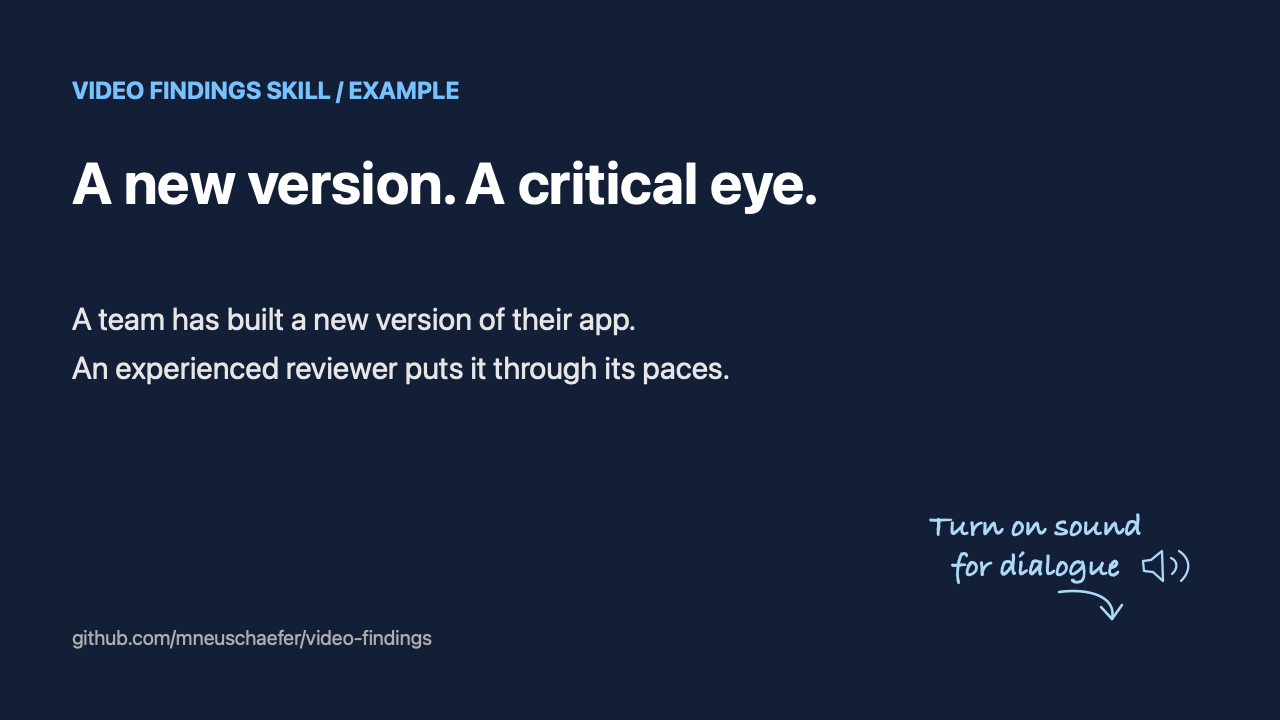 VIDEO FINDINGS SKILL / EXAMPLE
A new version. A critical eye.
A team has built a new version of their app.
An experienced reviewer puts it through its paces.
Turn on sound
for dialogue
github.com/mneuschaefer/video-findings